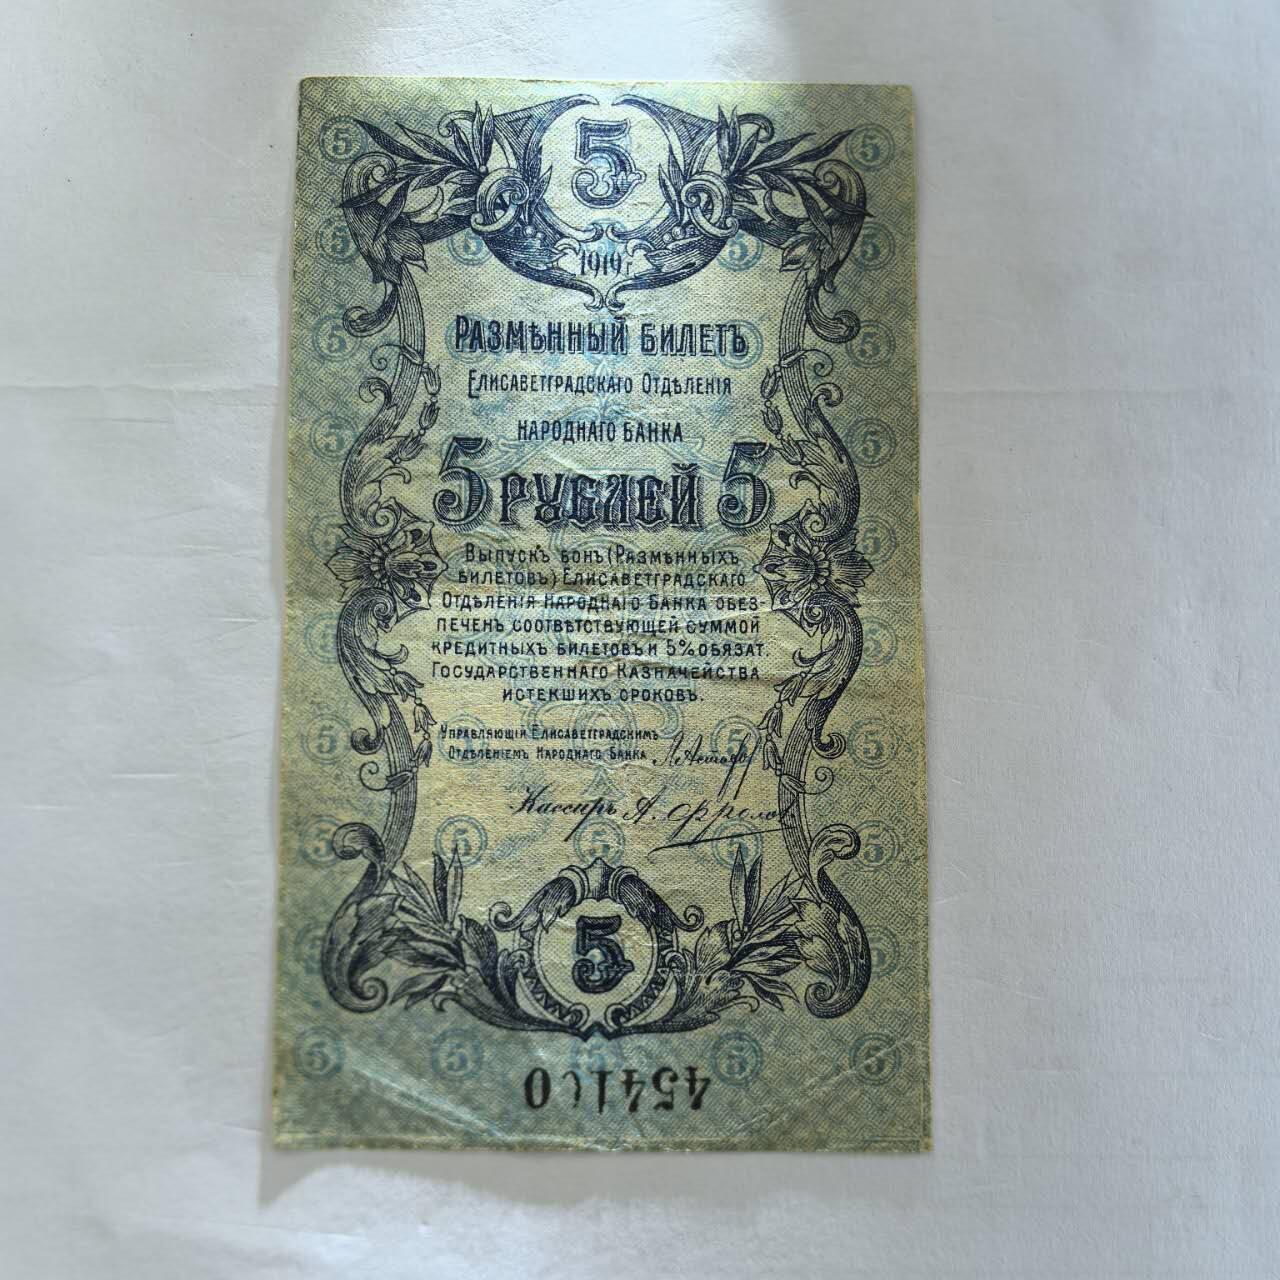 5
1919 г.
РАЗМѢННЫЙ БИЛЕТЪ
ЕЛИСАВЕТГРАДСКАГО ОТДѢЛЕНІЯ
НАРОДНАГО БАНКА
5 РУБЛЕЙ 5
ВЫПУСКЪ БОНЪ (РАЗМѢННЫХЪ
БИЛЕТОВЪ) ЕЛИСАВЕТГРАДСКАГО
ОТДѢЛЕНІЯ НАРОДНАГО БАНКА ОБЕЗ-
ПЕЧЕНЪ СООТВѢТСТВУЮЩЕЙ СУММОЙ
КРЕДИТНЫХЪ БИЛЕТОВЪ И 5% ОБЯЗАТ.
ГОСУДАРСТВЕННАГО КАЗНАЧЕЙСТВА
ИСТЕКШИХЪ СРОКОВЪ.
УПРАВЛЯЮЩІЙ ЕЛИСАВЕТГРАДСКИМЪ
ОТДѢЛЕНІЕМЪ НАРОДНАГО БАНКА
Кассиръ А.
5
454100